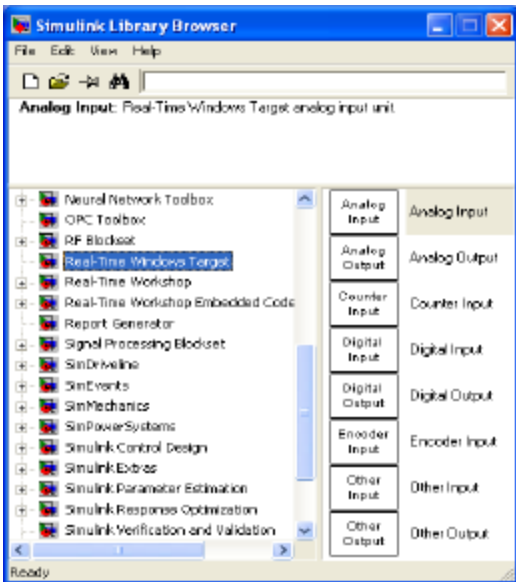 Simulink Library Browser
File Edit View Help
Analog Input: Real-Time Windows Target analog input unit
Neural Network Toolbox
OPC Toolbox
RF Blockset
Real-Time Windows Target
Real-Time Workshop
Real-Time Workshop Embedded Code
Report Generator
Signal Processing Blockset
SimDriveline
SimEvents
SimMechanics
SimPowerSystems
Simulink Control Design
Simulink Extras
Simulink Parameter Estimation
Simulink Response Optimization
Simulink Verification and Validation
Analog
Input
Analog Input
Analog
Output
Analog Output
Counter
Input
Counter Input
Digital
Input
Digital Input
Digital
Output
Digital Output
Encoder
Input
Encoder Input
Other
Input
Other Input
Other
Output
Other Output
Ready